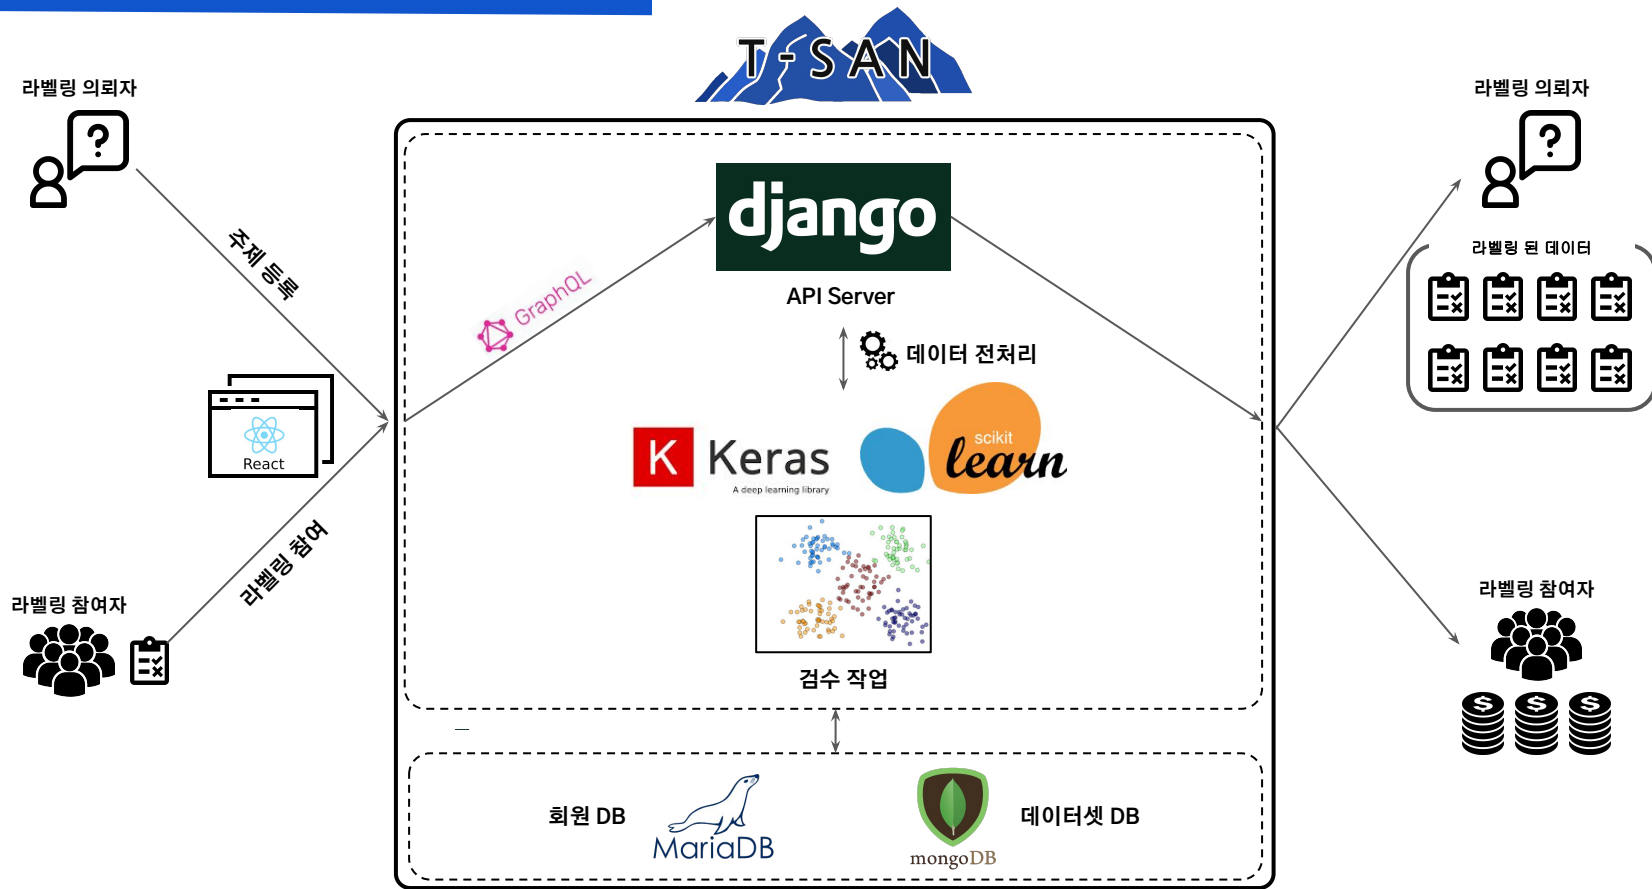 T-SAN
라벨링 의뢰자
?
주제 등록
React
라벨링 참여
라벨링 참여자
django
API Server
GraphQL
데이터 전처리
K Keras
A deep learning library
scikit
learn
검수 작업
회원 DB
MariaDB
mongoDB
데이터셋 DB
라벨링 의뢰자
?
라벨링 된 데이터
라벨링 참여자
$ $ $